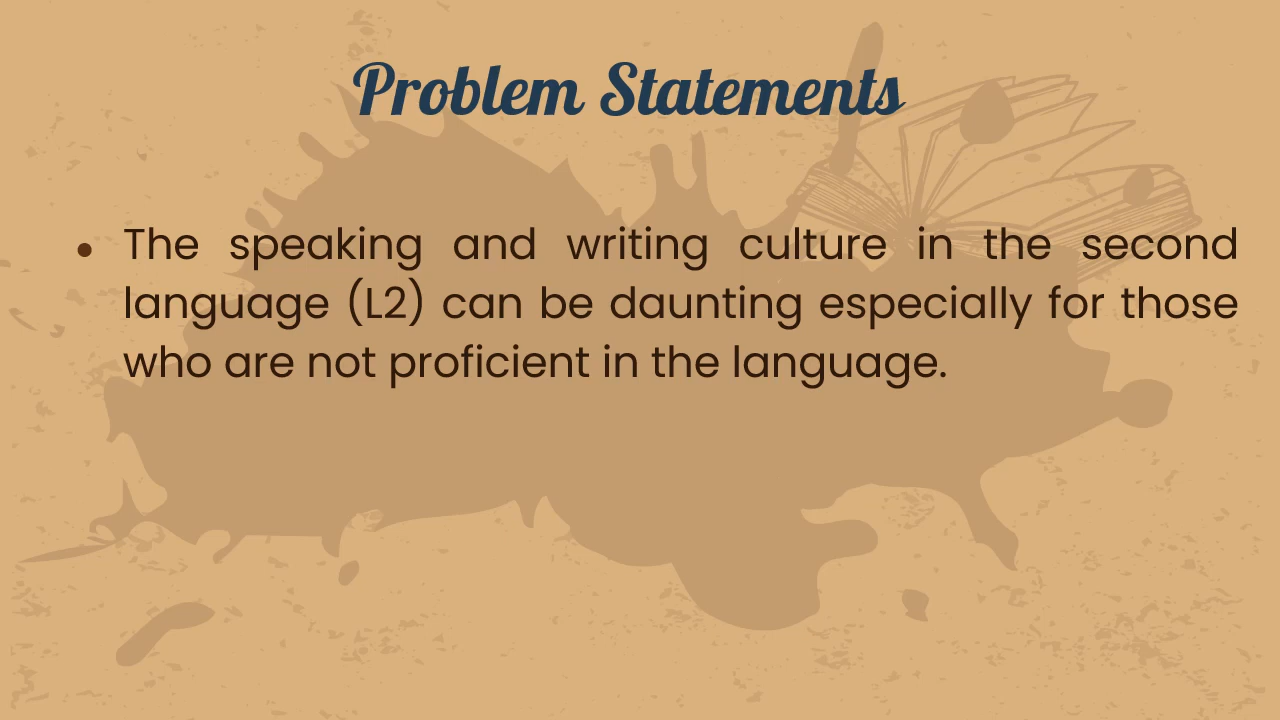 Problem Statements
• The speaking and writing culture in the second
language (L2) can be daunting especially for those
who are not proficient in the language.